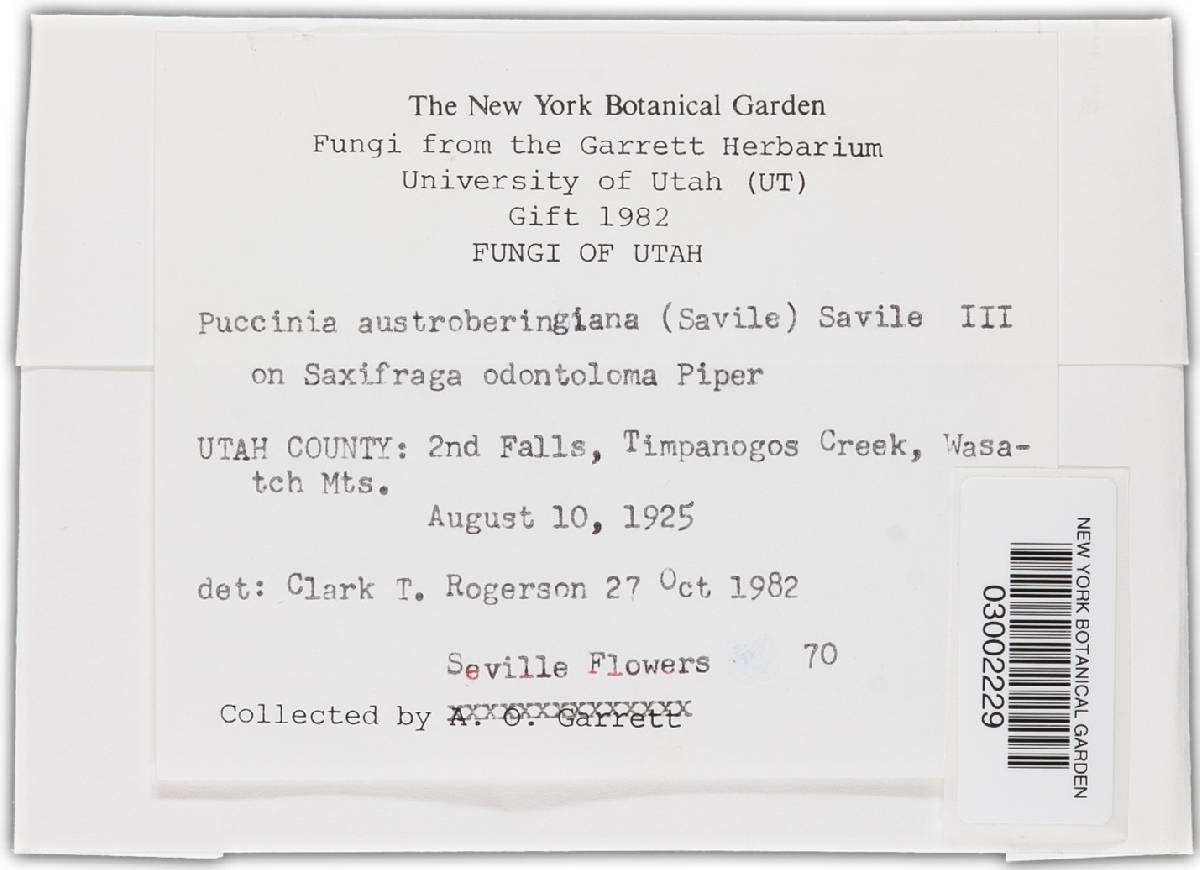 The New York Botanical Garden
Fungi from the Garrett Herbarium
University of Utah (UT)
Gift 1982
FUNGI OF UTAH
Puccinia austroberingiana (Savile) Savile III
on Saxifraga odontoloma Piper
UTAH COUNTY: 2nd Falls, Timpanogos Creek, Wasa-
tch Mts.
August 10, 1925
det: Clark T. Rogerson 27 Oct 1982
Seville Flowers 70
Collected by A. O. Garrett
NEW YORK BOTANICAL GARDEN
03002229